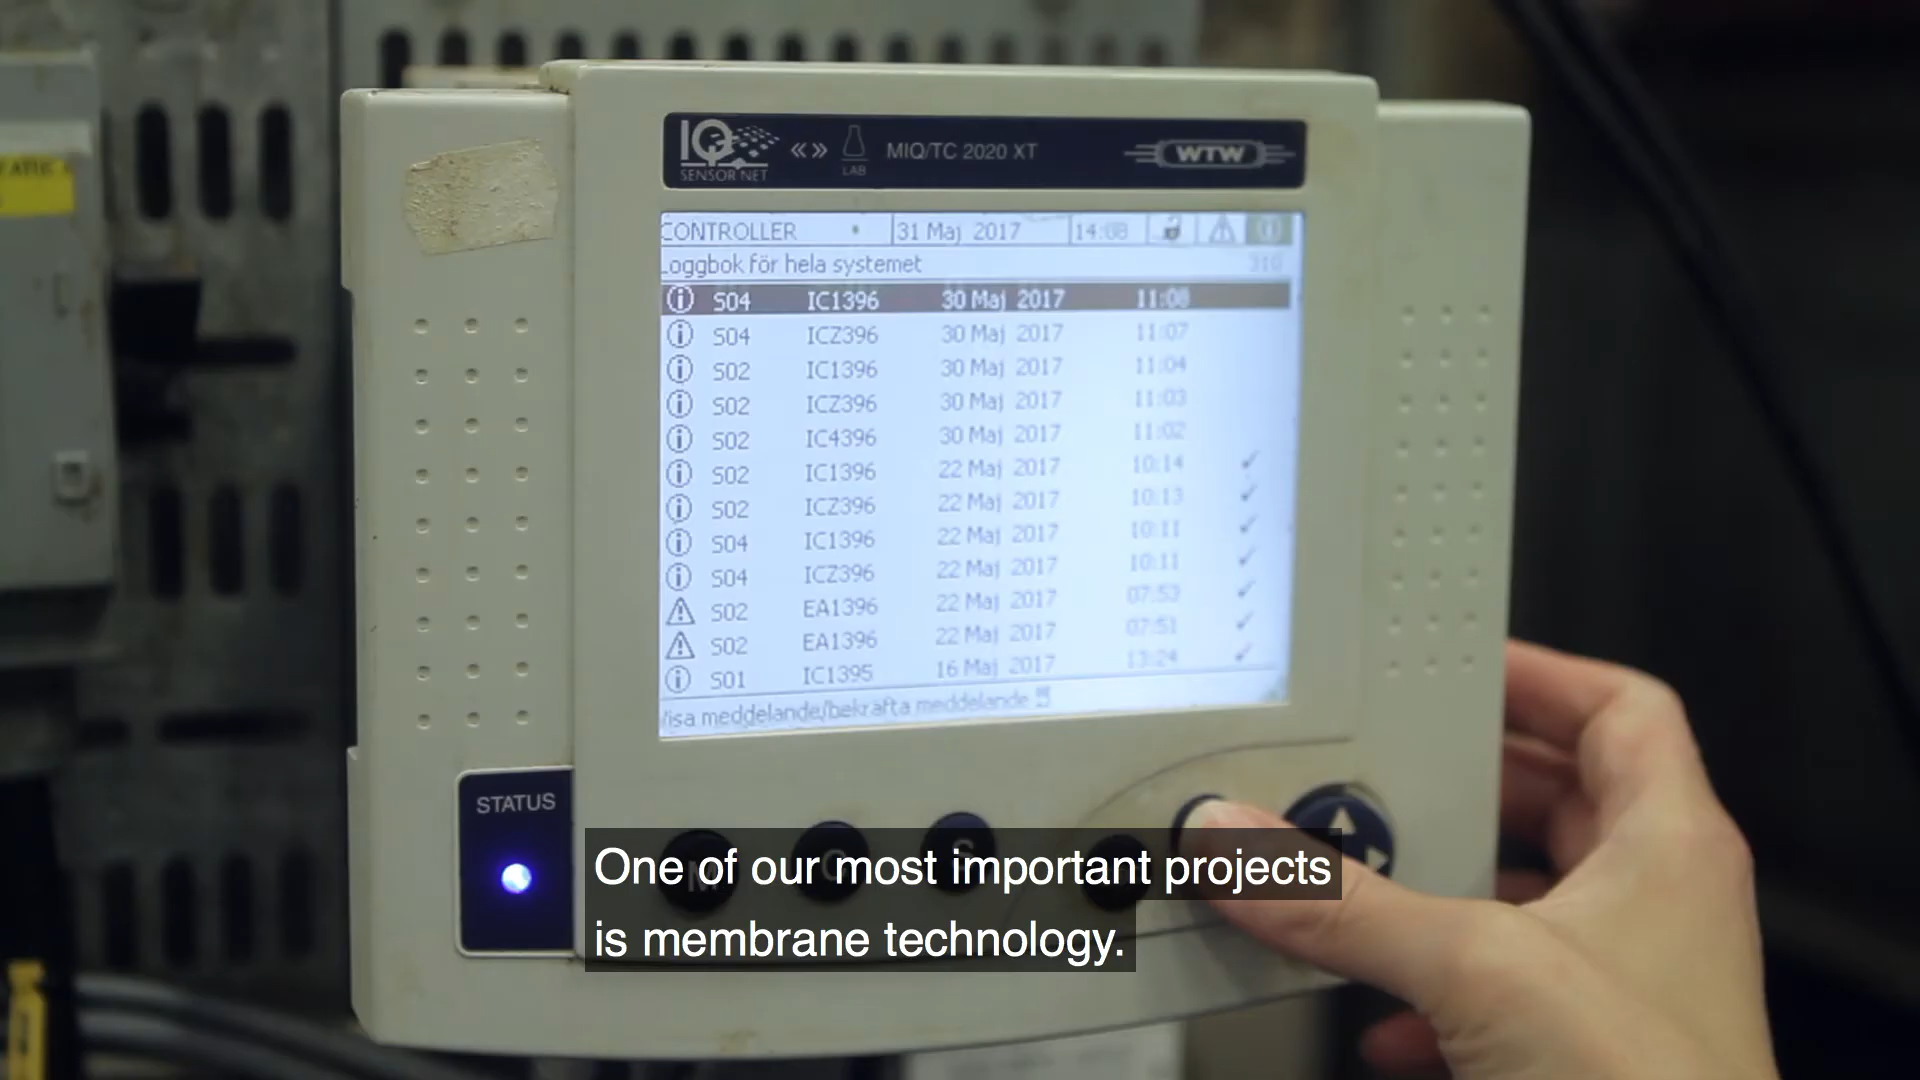 IQ SENSOR NET «» LAB MIQ/TC 2020 XT WTW
CONTROLLER 31 Maj 2017 14:08
Loggbok för hela systemet 310
S04 IC1396 30 Maj 2017 11:08
S04 ICZ396 30 Maj 2017 11:07
S02 IC1396 30 Maj 2017 11:04
S02 ICZ396 30 Maj 2017 11:03
S02 IC4396 30 Maj 2017 11:02
S02 IC1396 22 Maj 2017 10:14 ✓
S02 ICZ396 22 Maj 2017 10:13 ✓
S04 IC1396 22 Maj 2017 10:11 ✓
S04 ICZ396 22 Maj 2017 10:11 ✓
S02 EA1396 22 Maj 2017 07:53 ✓
S02 EA1396 22 Maj 2017 07:51 ✓
S01 IC1395 16 Maj 2017 13:24 ✓
Visa meddelande/bekräfta meddelande
STATUS
M C S
One of our most important projects
is membrane technology.